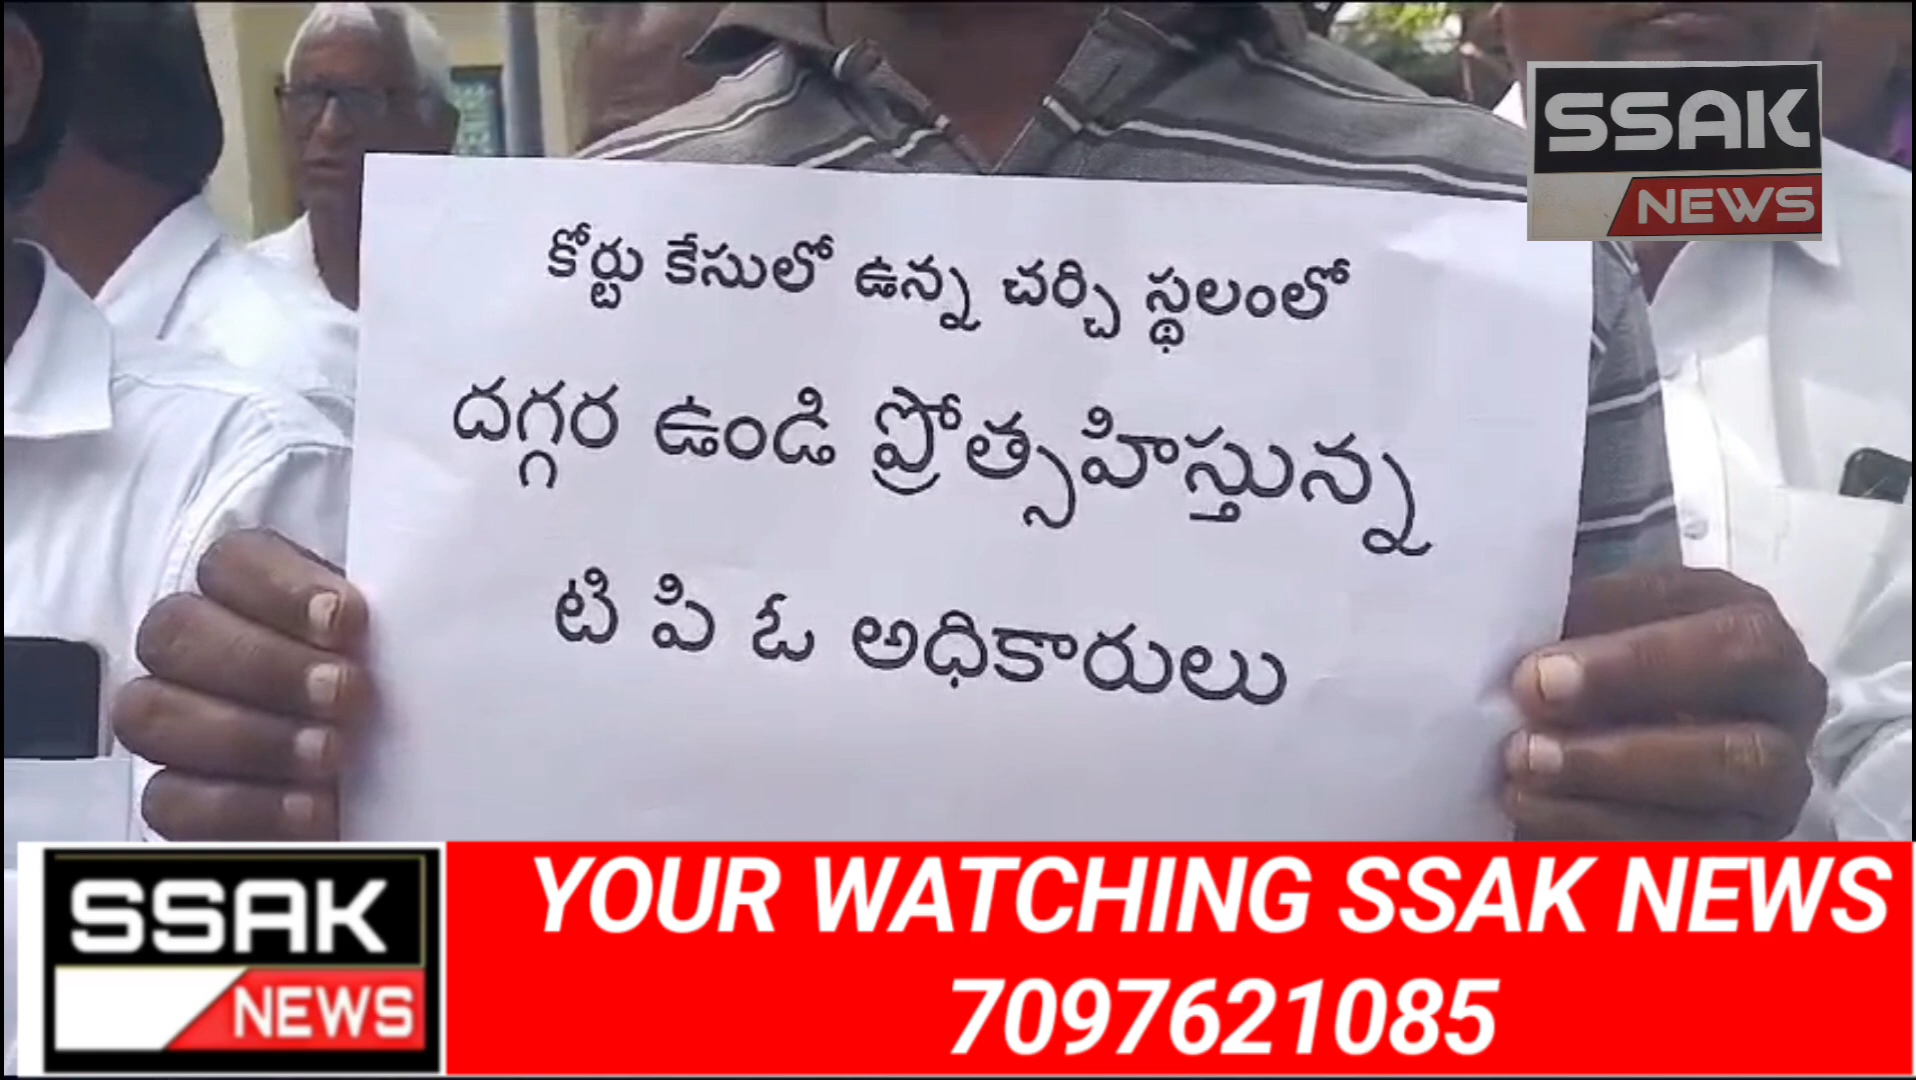 SSAK
NEWS
కోర్టు కేసులో ఉన్న చర్చి స్థలంలో
దగ్గర ఉండి ప్రోత్సహిస్తున్న
టి పి ఓ అధికారులు
SSAK
NEWS
YOUR WATCHING SSAK NEWS
7097621085